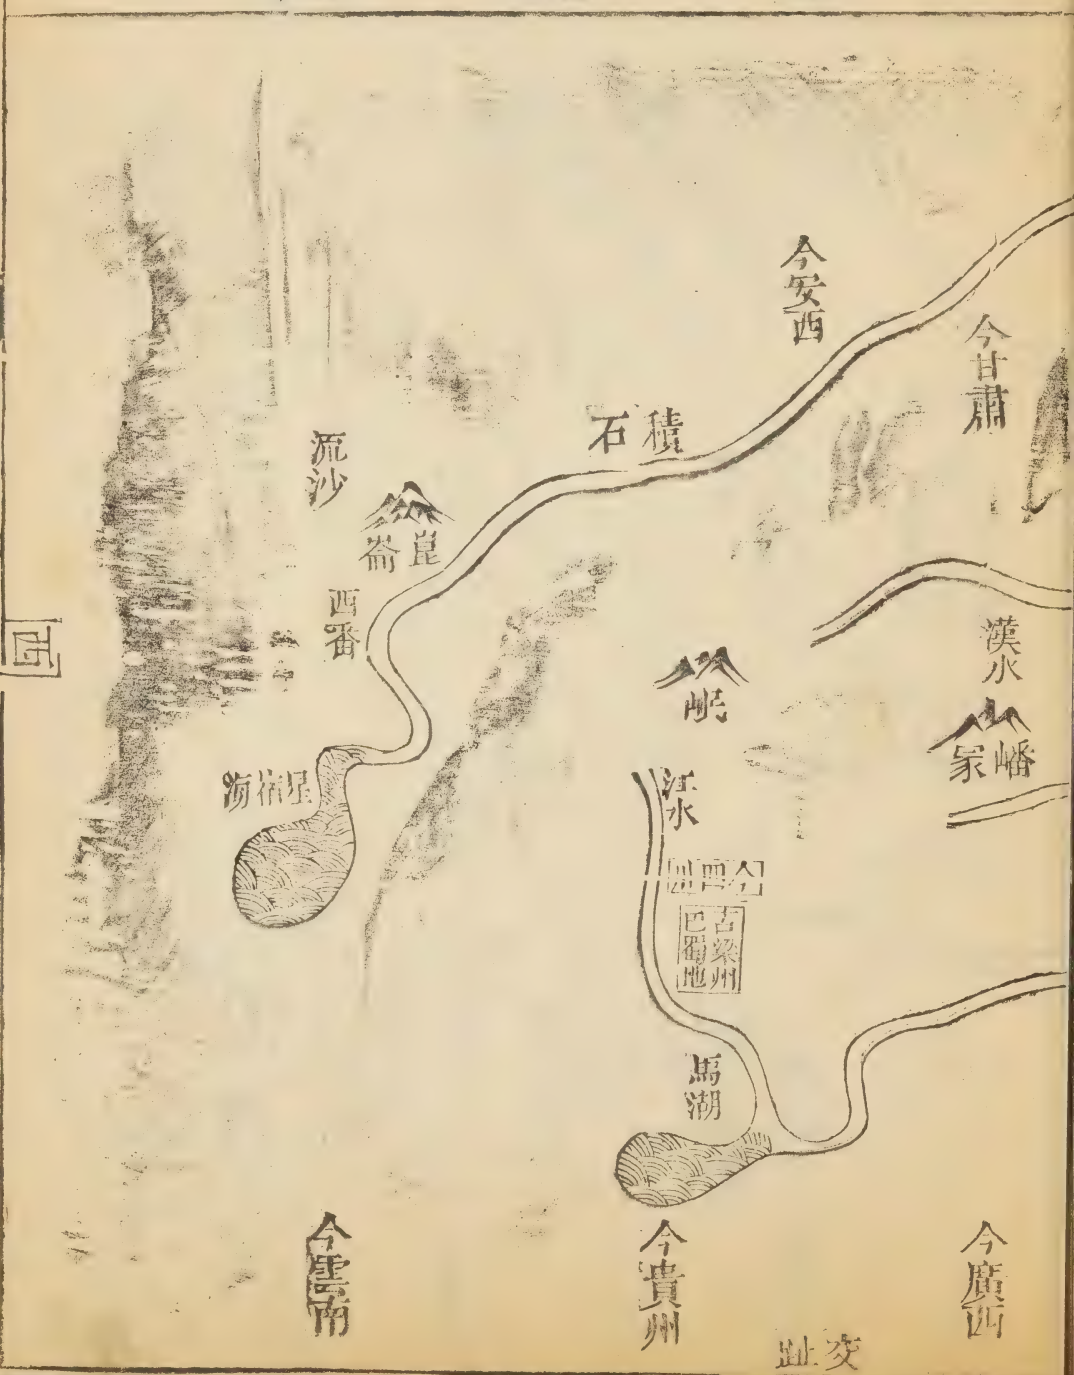 今甘肅
漢水
嶓冢
今廣西
今安西
交趾
積石
岷
江水
今四川
古梁州
巴蜀地
馬湖
今貴州
崑崙
流沙
西番
星宿海
今雲南